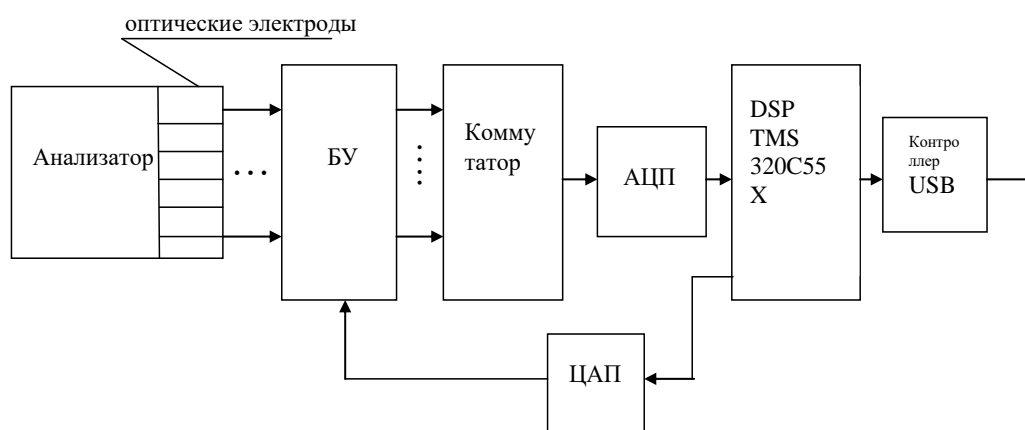 оптические электроды
Анализатор
...
БУ
Комму
татор
АЦП
DSP
TMS
320C55
X
Контро
ллер
USB
ЦАП